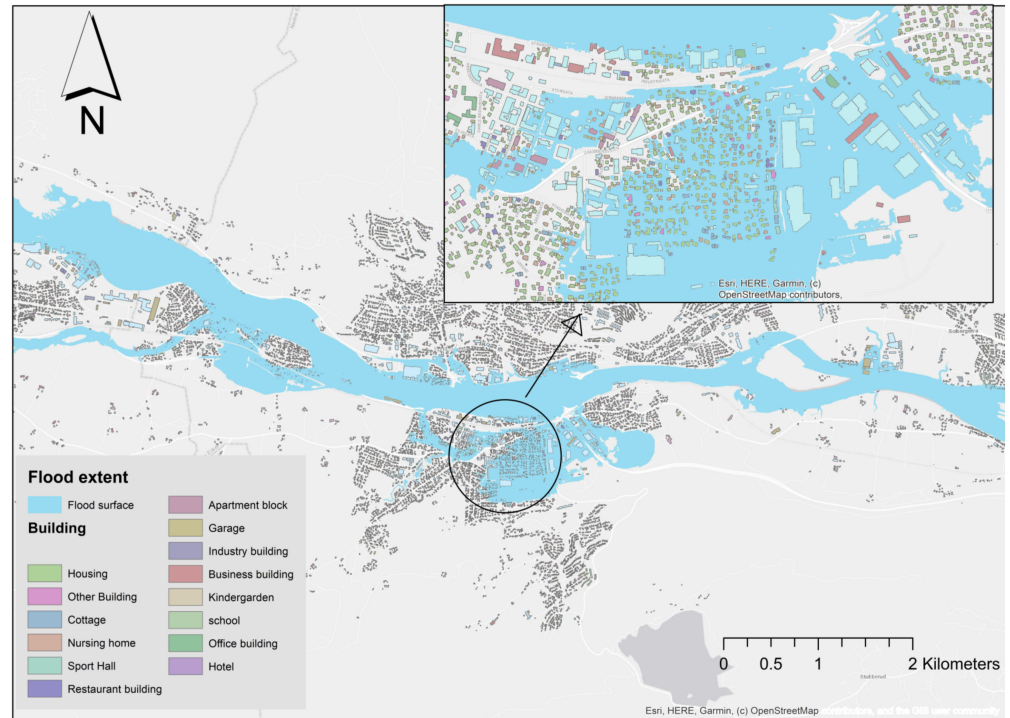 N
Esri, HERE, Garmin, (c)
OpenStreetMap contributors,
Flood extent
Flood surface
Building
Housing
Other Building
Cottage
Nursing home
Sport Hall
Restaurant building
Apartment block
Garage
Industry building
Business building
Kindergarden
school
Office building
Hotel
0 0.5 1 2 Kilometers
Esri, HERE, Garmin, (c) OpenStreetMap contributors, and the GIS user community